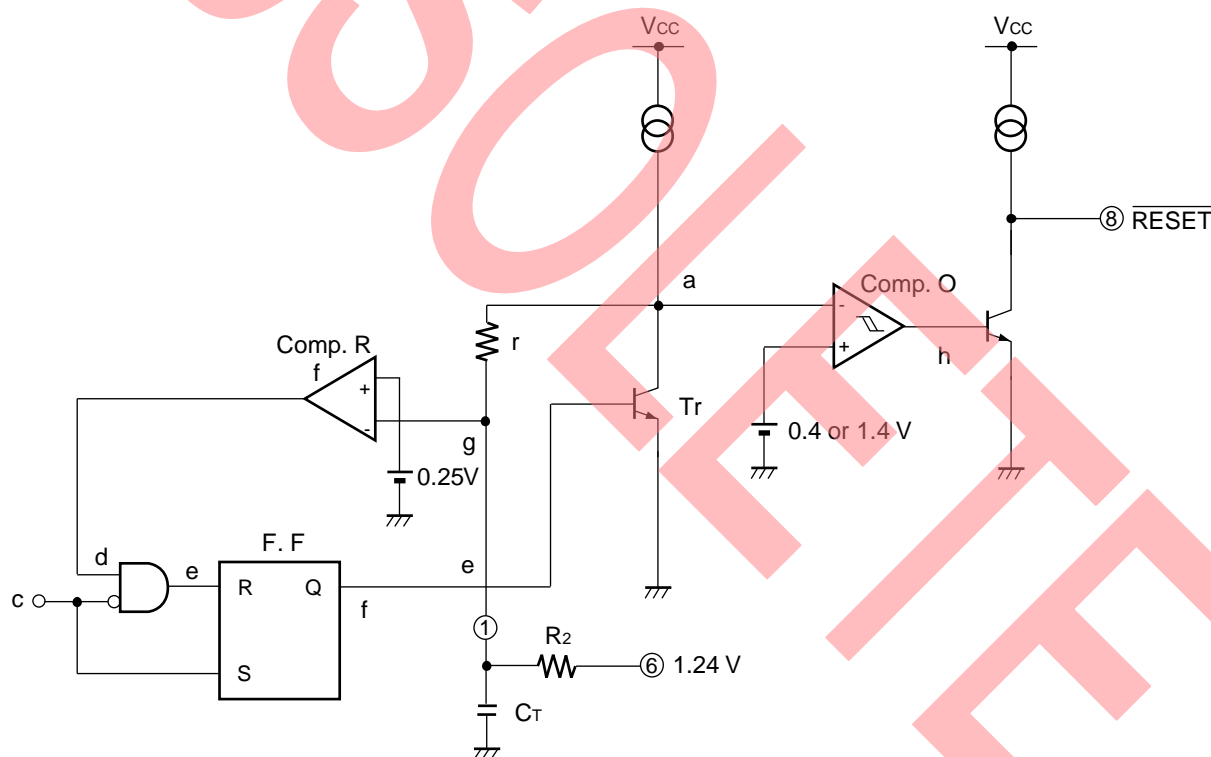 VCC
VCC
⑧ RESET
a
Comp. O
-
+
h
Comp. R
f
r
+
-
g
0.25V
Tr
0.4 or 1.4 V
F. F
d
e
e
c
R
Q
f
S
①
R2
⑥ 1.24 V
CT
OBSOLETE